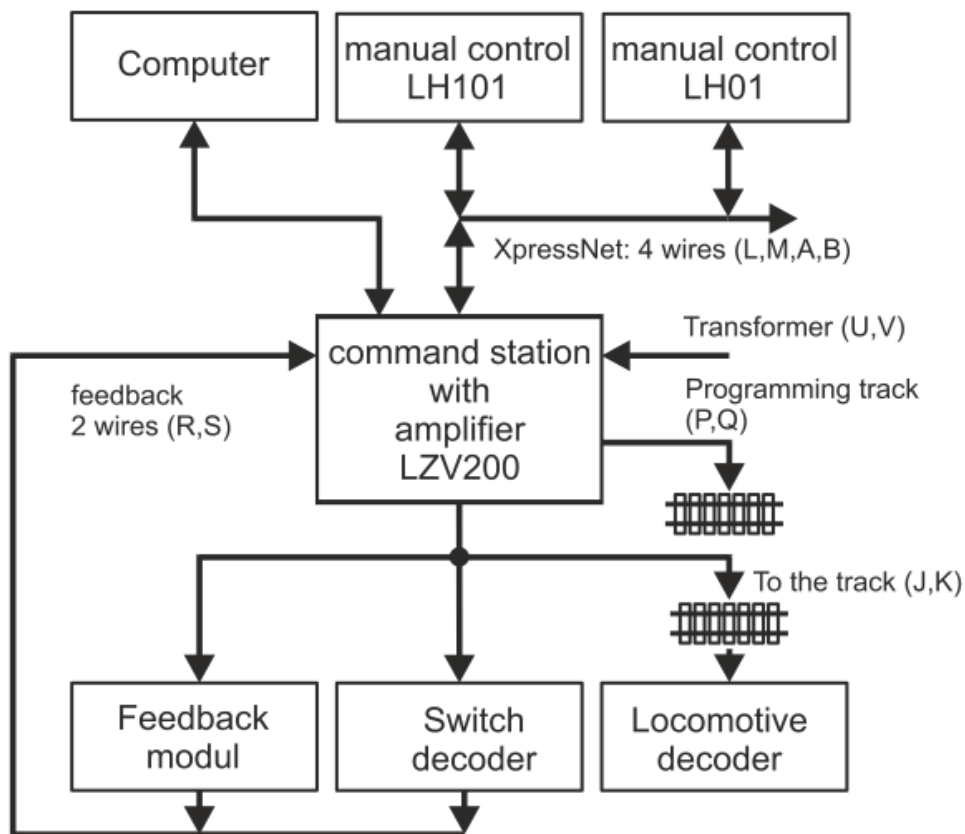 Computer
manual control
LH101
manual control
LH01
XpressNet: 4 wires (L,M,A,B)
Transformer (U,V)
command station
with
amplifier
LZV200
feedback
2 wires (R,S)
Programming track
(P,Q)
To the track (J,K)
Feedback
modul
Switch
decoder
Locomotive
decoder